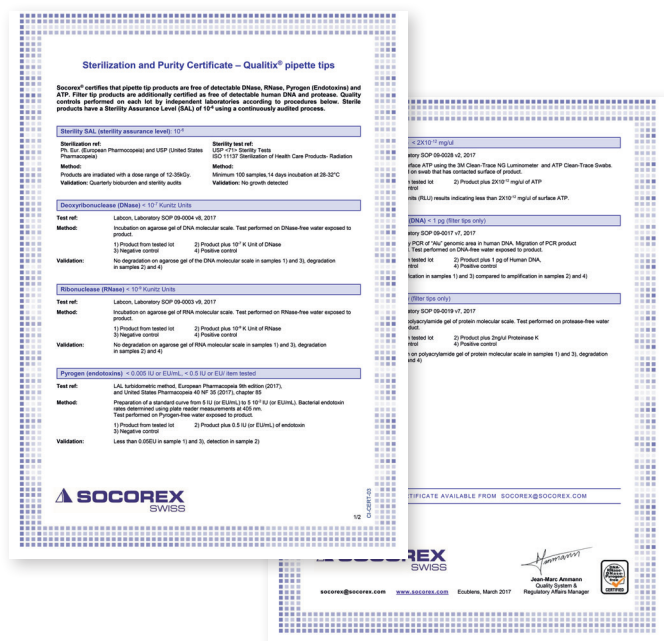 Sterilization and Purity Certificate – Qualitix® pipette tips
Socorex® certifies that pipette tip products are free of detectable DNase, RNase, Pyrogen (Endotoxins) and
ATP. Filter tip products are additionally certified as free of detectable human DNA and protease. Quality
controls performed on each lot by independent laboratories according to procedures below. Sterile
products have a Sterility Assurance Level (SAL) of 10⁻⁶ using a continuously audited process.
Sterility SAL (sterility assurance level): 10⁻⁶
Sterilization ref:
Ph. Eur. (European Pharmacopeia) and USP (United States
Pharmacopeia)
Method:
Products are irradiated with a dose range of 12-35kGy.
Validation: Quarterly bioburden and sterility audits
Sterility test ref:
USP <71> Sterility Tests
ISO 11137 Sterilization of Health Care Products- Radiation
Method:
Minimum 100 samples;14 days incubation at 28-32°C
Validation: No growth detected
Deoxyribonuclease (DNase) < 10⁻⁷ Kunitz Units
Test ref: Labcon, Laboratory SOP 09-0004 v8, 2017
Method: Incubation on agarose gel of DNA molecular scale. Test performed on DNase-free water exposed to
product.
1) Product from tested lot 2) Product plus 10⁻⁷ K Unit of DNase
3) Negative control 4) Positive control
Validation: No degradation on agarose gel of the DNA molecular scale in samples 1) and 3), degradation
in samples 2) and 4)
Ribonuclease (RNase) < 10⁻⁹ Kunitz Units
Test ref: Labcon, Laboratory SOP 09-0003 v9, 2017
Method: Incubation on agarose gel of RNA molecular scale. Test performed on RNase-free water exposed to
product.
1) Product from tested lot 2) Product plus 10⁻⁹ K Unit of RNase
3) Negative control 4) Positive control
Validation: No degradation on agarose gel of RNA molecular scale in samples 1) and 3), degradation
in samples 2) and 4)
Pyrogen (endotoxins) < 0.005 IU or EU/mL, < 0.5 IU or EU/ item tested
Test ref: LAL turbidometric method, European Pharmacopeia 9th edition (2017),
and United States Pharmacopeia 40 NF 35 (2017), chapter 85
Method: Preparation of a standard curve from 5 IU (or EU/mL) to 5 10⁻³ IU (or EU/mL). Bacterial endotoxin
rates determined using plate reader measurements at 405 nm.
Test performed on Pyrogen-free water exposed to product.
1) Product from tested lot 2) Product plus 0.5 IU (or EU/mL) of endotoxin
3) Negative control
Validation: Less than 0.05EU in sample 1) and 3), detection in sample 2)
SOCOREX
SWISS
1/2
CI-CERT-03
< 2X10⁻¹² mg/ul
atory SOP 09-0028 v2, 2017
rface ATP using the 3M Clean-Trace NG Luminometer and ATP Clean-Trace Swabs.
on swab that has contacted surface of product.
tested lot 2) Product plus 2X10⁻¹² mg/ul of ATP
ntrol
nits (RLU) results indicating less than 2X10⁻¹² mg/ul of surface ATP.
(DNA) < 1 pg (filter tips only)
atory SOP 09-0017 v7, 2017
y PCR of "Alu" genomic area in human DNA. Migration of PCR product
. Test performed on DNA-free water exposed to product.
tested lot 2) Product plus 1 pg of Human DNA,
ntrol 4) Positive control
fication in samples 1) and 3) compared to amplification in samples 2) and 4)
(filter tips only)
atory SOP 09-0019 v7, 2017
olyacrylamide gel of protein molecular scale. Test performed on protease-free water
duct.
tested lot 2) Product plus 2ng/ul Proteinase K
ntrol 4) Positive control
on polyacrylamide gel of protein molecular scale in samples 1) and 3), degradation
and 4)
TIFICATE AVAILABLE FROM SOCOREX@SOCOREX.COM
REX
SWISS
socorex@socorex.com www.socorex.com Ecublens, March 2017
Jean-Marc Ammann
Quality System &
Regulatory Affairs Manager
CERTIFIED